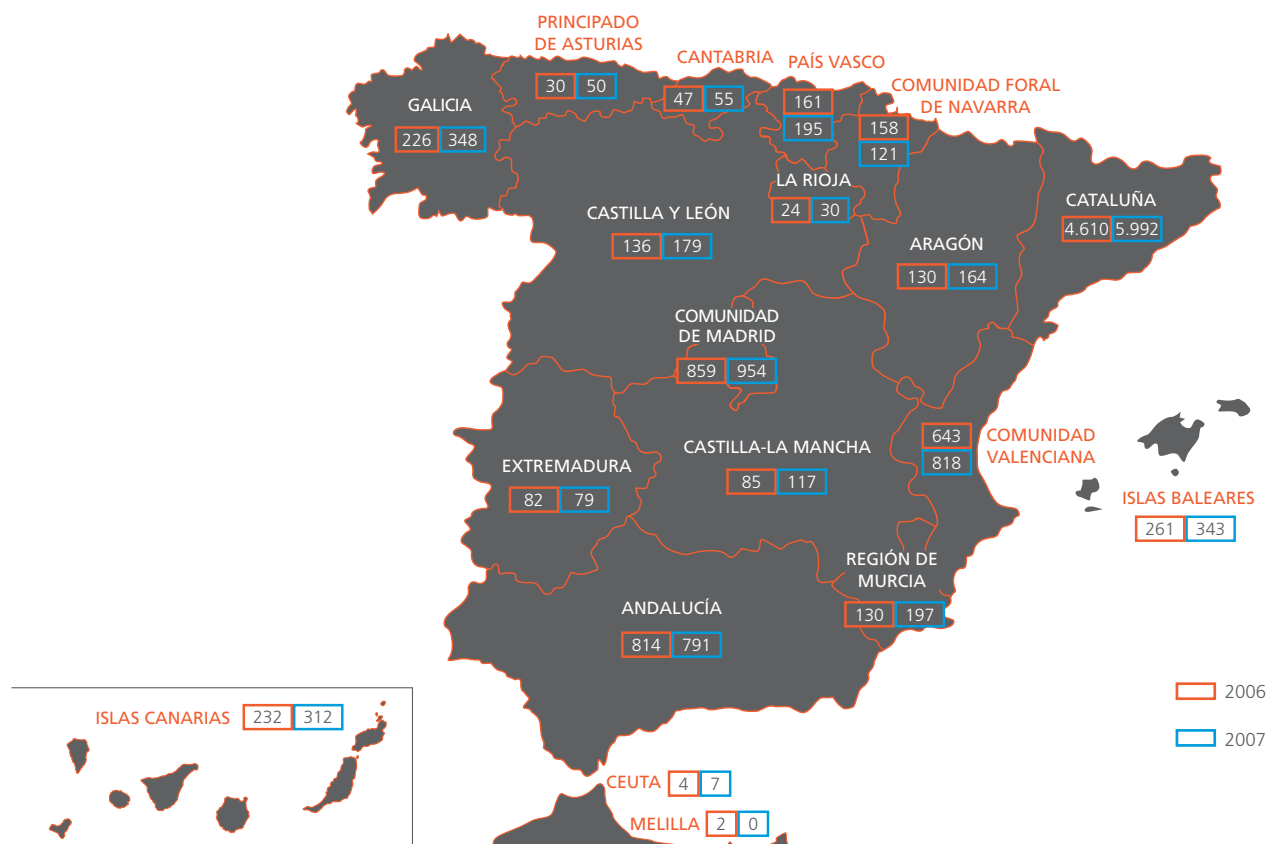 PRINCIPADO
DE ASTURIAS
30 50
CANTABRIA
47 55
PAÍS VASCO
161
195
COMUNIDAD FORAL
DE NAVARRA
158
121
GALICIA
226 348
LA RIOJA
24 30
CASTILLA Y LEÓN
136 179
CATALUÑA
4.610 5.992
ARAGÓN
130 164
COMUNIDAD
DE MADRID
859 954
COMUNIDAD
VALENCIANA
643
818
CASTILLA-LA MANCHA
85 117
EXTREMADURA
82 79
ISLAS BALEARES
261 343
REGIÓN DE
MURCIA
130 197
ANDALUCÍA
814 791
ISLAS CANARIAS 232 312
2006
2007
CEUTA 4 7
MELILLA 2 0